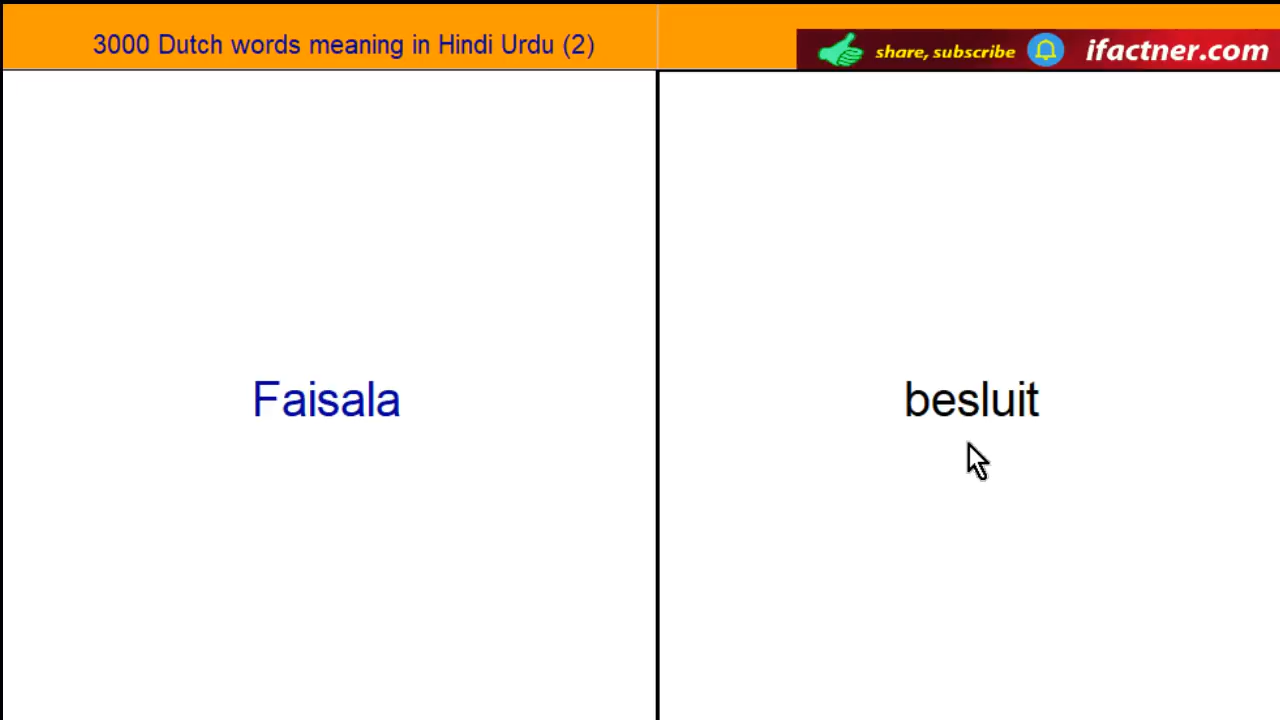 3000 Dutch words meaning in Hindi Urdu (2)
share, subscribe
ifactner.com
Faisala
besluit